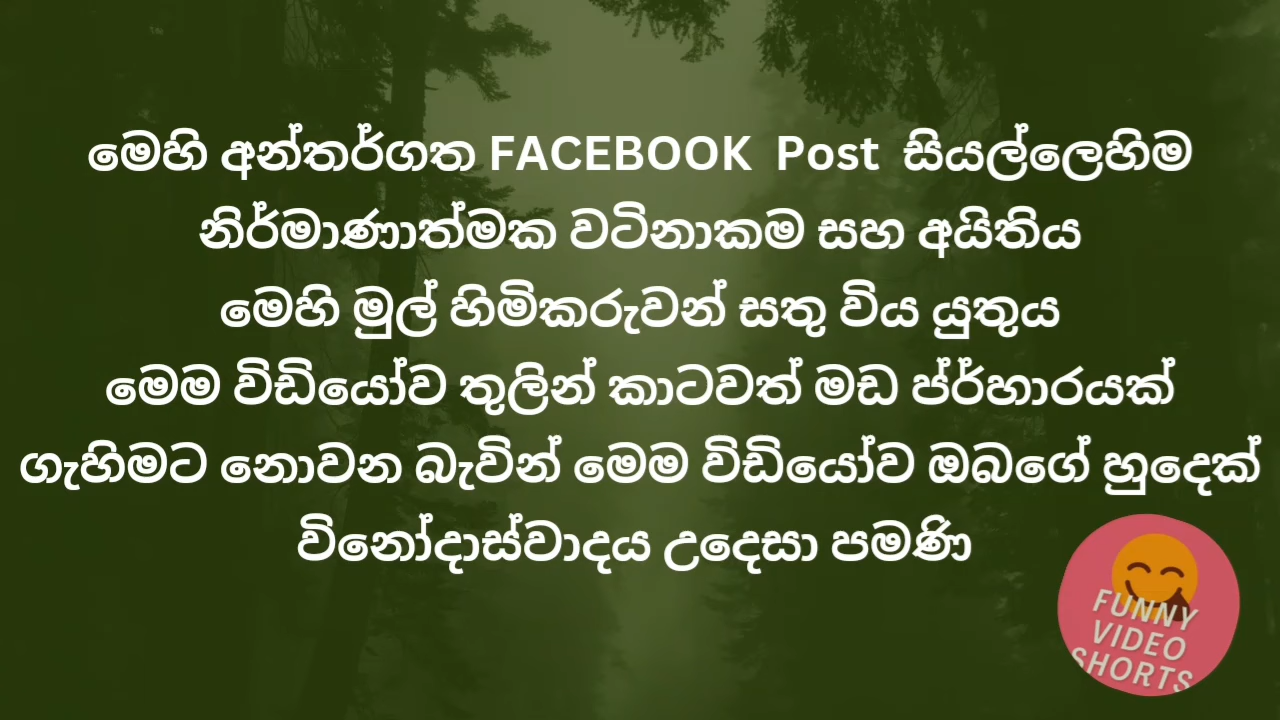 මෙහි අන්තර්ගත FACEBOOK Post සියල්ලෙහිම
නිර්මාණාත්මක වටිනාකම සහ අයිතිය
මෙහි මුල් හිමිකරුවන් සතු විය යුතුය
මෙම විඩියෝව තුලින් කාටවත් මඩ ප්ර්හාරයක්
ගැහිමට නොවන බැවින් මෙම විඩියෝව ඔබගේ හුදෙක්
විනෝදාස්වාදය උදෙසා පමණි
FUNNY
VIDEO
SHORTS